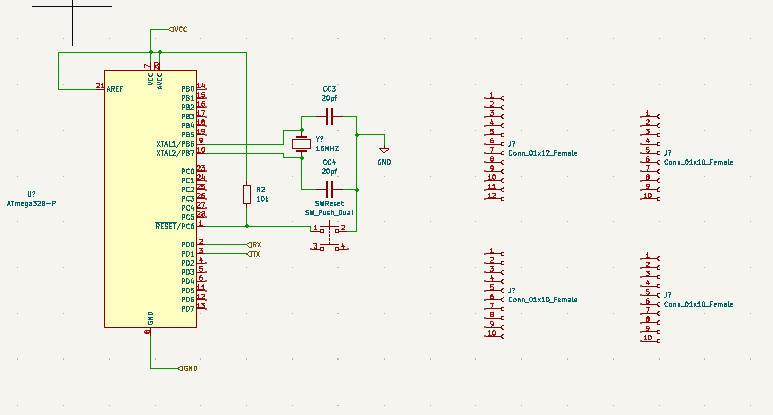 VCC
7
21
AREF
VCC
AVCC
PB0
14
PB1
15
PB2
16
PB3
17
PB4
18
PB5
19
XTAL1/PB6
9
XTAL2/PB7
10
PC0
23
PC1
24
PC2
25
PC3
26
PC4
27
PC5
28
RESET/PC6
1
PD0
2
RX
PD1
3
TX
PD2
4
PD3
5
PD4
6
PD5
11
PD6
12
PD7
13
GND
8
GND
U?
ATmega328-P
R2
10k
CC3
20pf
Y?
16MHZ
CC4
20pf
GND
SWReset
SW_Push_Dual
1
2
3
4
1
2
3
4
5
6
7
8
9
10
11
12
J?
Conn_01x12_Female
1
2
3
4
5
6
7
8
9
10
J?
Conn_01x10_Female
1
2
3
4
5
6
7
8
9
10
J?
Conn_01x10_Female
1
2
3
4
5
6
7
8
9
10
J?
Conn_01x10_Female